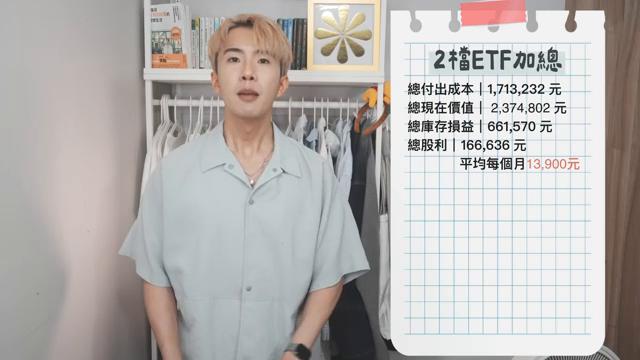 2檔ETF加總
總付出成本｜1,713,232 元
總現在價值｜ 2,374,802 元
總庫存損益｜661,570 元
總股利｜166,636 元
平均每個月13,900元